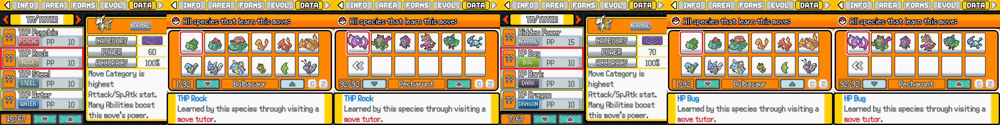 INFO AREA FORMS EVOL DATA
TM/TUTOR
?? THP Psychic
PSYCHC PP 10
?? THP Rock
ROCK PP 10
?? THP Steel
STEEL PP 10
?? THP Water
WATER PP 10
45/67
NORMAL
CATEGORY
POWER 60
ACCURACY 100%
Move Category is
highest
Attack/Sp.Atk stat.
Many Abilities boost
this move's power.
INFO AREA FORMS EVOL DATA
All species that learn this move:
1/92 Bulbasaur C Z
THP Rock
Learned by this species through visiting a
move tutor.
INFO AREA FORMS EVOL DATA
All species that learn this move:
92/92 Pecharunt C Z
THP Rock
Learned by this species through visiting a
move tutor.
INFO AREA FORMS EVOL DATA
TM/TUTOR
?? Hidden Power
NORMAL PP 15
?? HP Bug
BUG PP 10
?? HP Dark
DARK PP 10
?? HP Dragon
DRAGON PP 10
7/67
NORMAL
CATEGORY
POWER 70
ACCURACY 100%
Move Category is
highest
Attack/Sp.Atk stat.
Many Abilities boost
this move's power.
INFO AREA FORMS EVOL DATA
All species that learn this move:
1/92 Bulbasaur C Z
HP Bug
Learned by this species through visiting a
move tutor.
INFO AREA FORMS EVOL DATA
All species that learn this move:
92/92 Pecharunt C Z
HP Bug
Learned by this species through visiting a
move tutor.